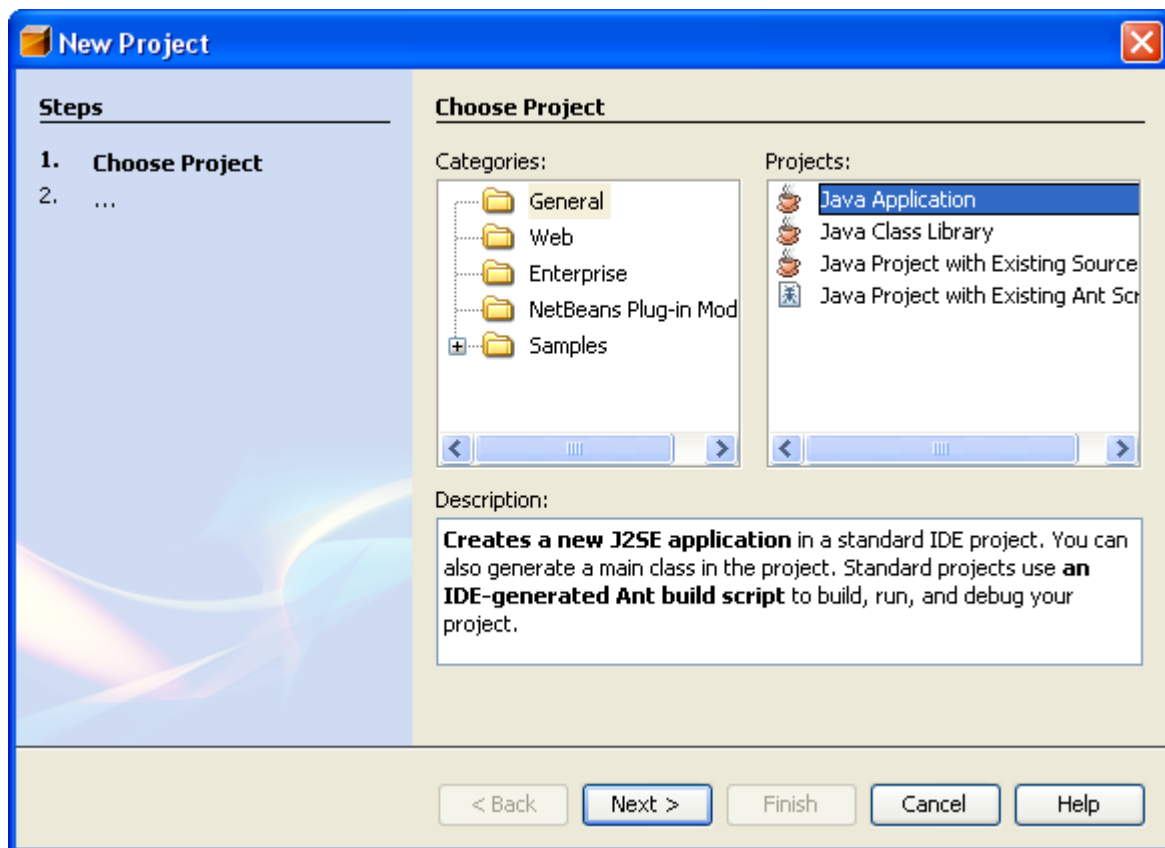 New Project
Steps
1. Choose Project
2. ...
Choose Project
Categories:
General
Web
Enterprise
NetBeans Plug-in Mod
Samples
Projects:
Java Application
Java Class Library
Java Project with Existing Source
Java Project with Existing Ant Scr
Description:
Creates a new J2SE application in a standard IDE project. You can
also generate a main class in the project. Standard projects use an
IDE-generated Ant build script to build, run, and debug your
project.
< Back
Next >
Finish
Cancel
Help